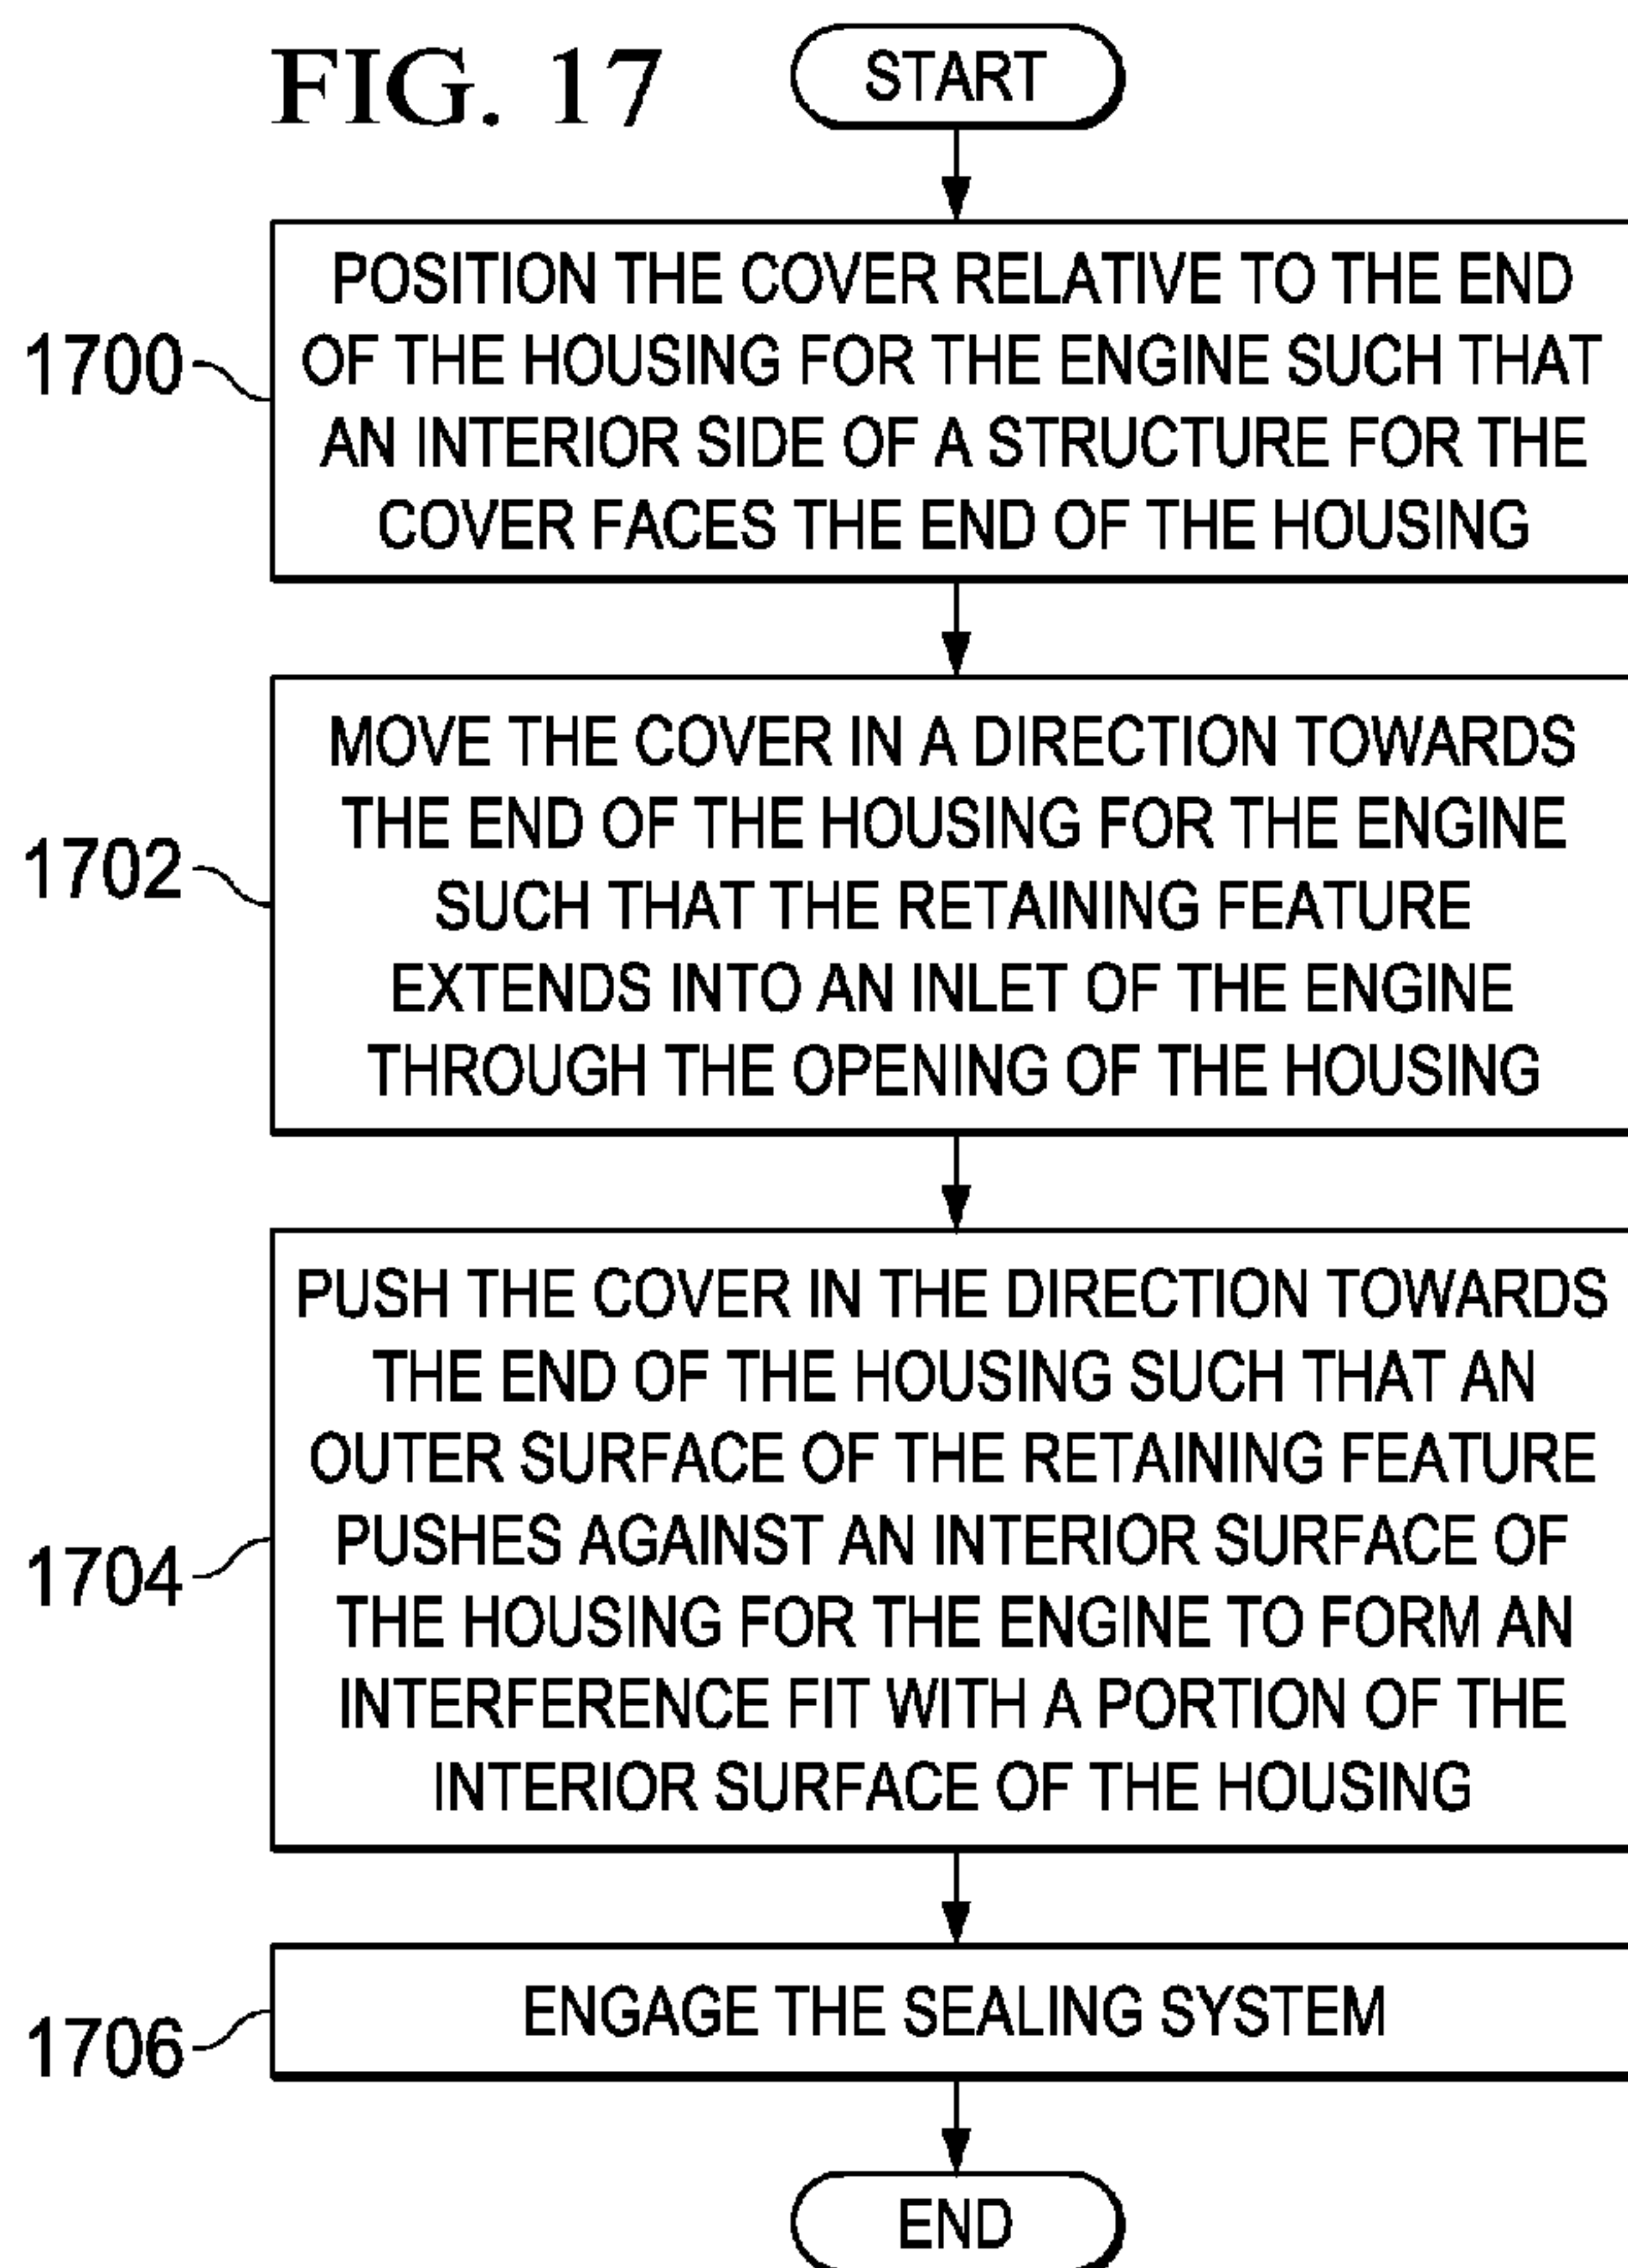 FIG. 17
START
1700
POSITION THE COVER RELATIVE TO THE END
OF THE HOUSING FOR THE ENGINE SUCH THAT
AN INTERIOR SIDE OF A STRUCTURE FOR THE
COVER FACES THE END OF THE HOUSING
1702
MOVE THE COVER IN A DIRECTION TOWARDS
THE END OF THE HOUSING FOR THE ENGINE
SUCH THAT THE RETAINING FEATURE
EXTENDS INTO AN INLET OF THE ENGINE
THROUGH THE OPENING OF THE HOUSING
1704
PUSH THE COVER IN THE DIRECTION TOWARDS
THE END OF THE HOUSING SUCH THAT AN
OUTER SURFACE OF THE RETAINING FEATURE
PUSHES AGAINST AN INTERIOR SURFACE OF
THE HOUSING FOR THE ENGINE TO FORM AN
INTERFERENCE FIT WITH A PORTION OF THE
INTERIOR SURFACE OF THE HOUSING
1706
ENGAGE THE SEALING SYSTEM
END